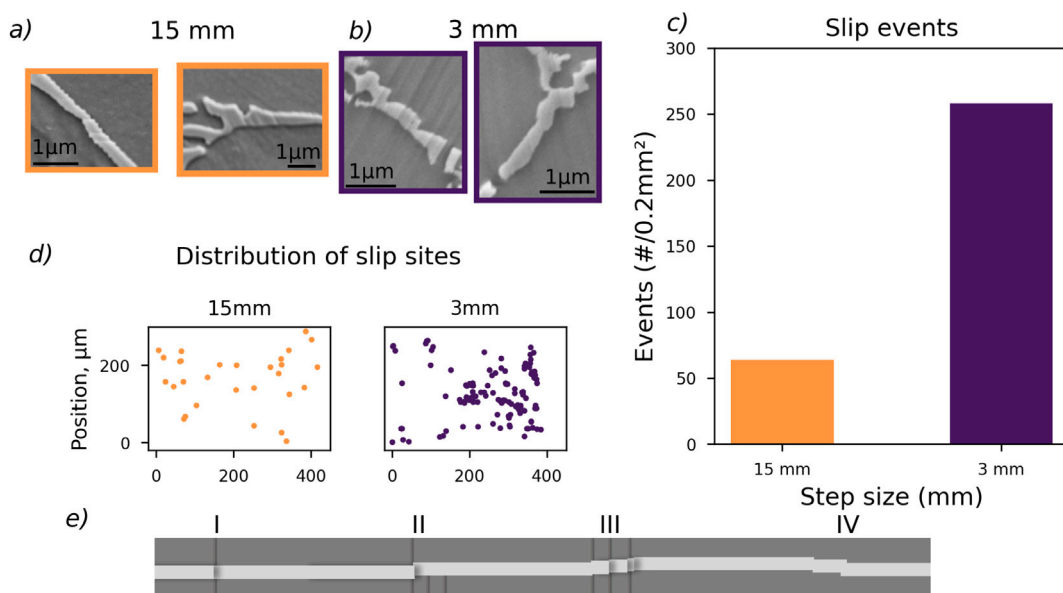 a)
15 mm
b)
3 mm
c)
Slip events
1μm
1μm
1μm
1μm
300
250
200
150
100
50
0
Events (#/0.2mm²)
15 mm
3 mm
Step size (mm)
d)
Distribution of slip sites
15mm
3mm
Position, μm
200
0
0
200
400
0
200
400
e)
I
II
III
IV